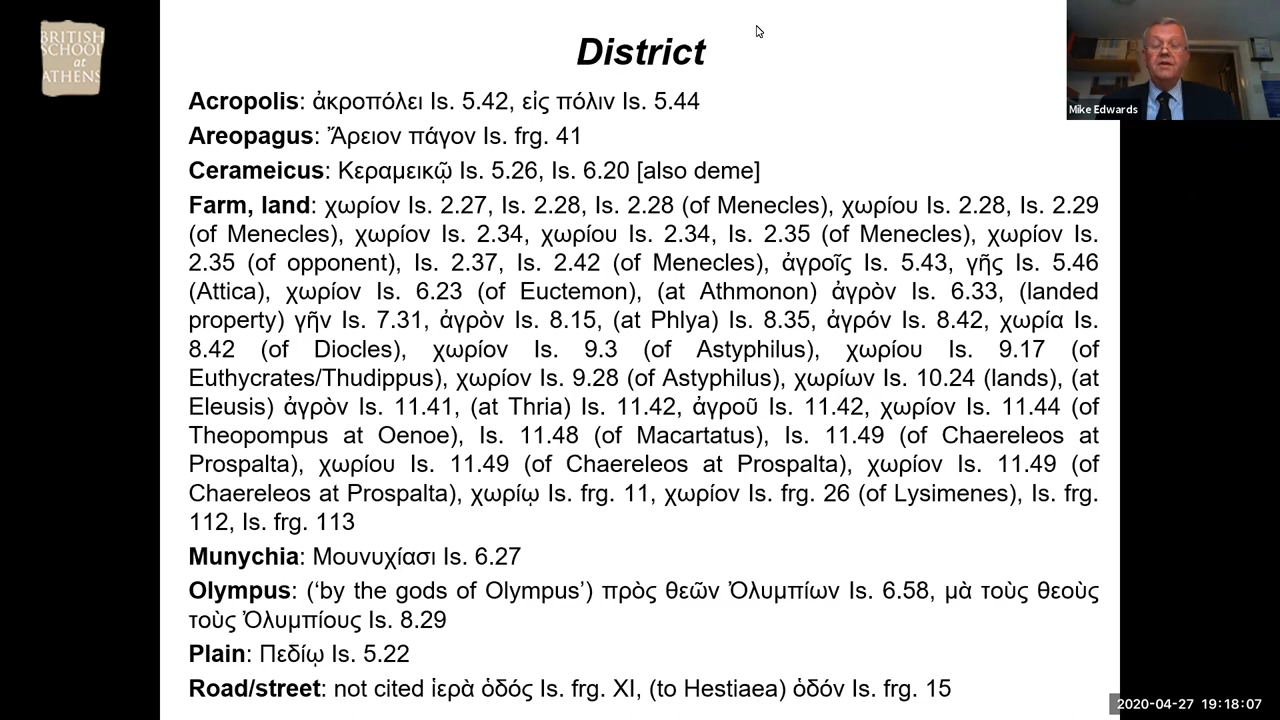 BRITISH
SCHOOL
at
ATHENS
District
Mike Edwards
Acropolis: ἀκροπόλει Is. 5.42, εἰς πόλιν Is. 5.44
Areopagus: Ἄρειον πάγον Is. frg. 41
Cerameicus: Κεραμεικῷ Is. 5.26, Is. 6.20 [also deme]
Farm, land: χωρίον Is. 2.27, Is. 2.28, Is. 2.28 (of Menecles), χωρίου Is. 2.28, Is. 2.29
(of Menecles), χωρίον Is. 2.34, χωρίου Is. 2.34, Is. 2.35 (of Menecles), χωρίον Is.
2.35 (of opponent), Is. 2.37, Is. 2.42 (of Menecles), ἀγροῖς Is. 5.43, γῆς Is. 5.46
(Attica), χωρίον Is. 6.23 (of Euctemon), (at Athmonon) ἀγρὸν Is. 6.33, (landed
property) γῆν Is. 7.31, ἀγρὸν Is. 8.15, (at Phlya) Is. 8.35, ἀγρόν Is. 8.42, χωρία Is.
8.42 (of Diocles), χωρίον Is. 9.3 (of Astyphilus), χωρίου Is. 9.17 (of
Euthycrates/Thudippus), χωρίον Is. 9.28 (of Astyphilus), χωρίων Is. 10.24 (lands), (at
Eleusis) ἀγρὸν Is. 11.41, (at Thria) Is. 11.42, ἀγροῦ Is. 11.42, χωρίον Is. 11.44 (of
Theopompus at Oenoe), Is. 11.48 (of Macartatus), Is. 11.49 (of Chaereleos at
Prospalta), χωρίου Is. 11.49 (of Chaereleos at Prospalta), χωρίον Is. 11.49 (of
Chaereleos at Prospalta), χωρίῳ Is. frg. 11, χωρίον Is. frg. 26 (of Lysimenes), Is. frg.
112, Is. frg. 113
Munychia: Μουνυχίασι Is. 6.27
Olympus: (‘by the gods of Olympus’) πρὸς θεῶν Ὀλυμπίων Is. 6.58, μὰ τοὺς θεοὺς
τοὺς Ὀλυμπίους Is. 8.29
Plain: Πεδίῳ Is. 5.22
Road/street: not cited ἱερὰ ὁδός Is. frg. XI, (to Hestiaea) ὁδόν Is. frg. 15
2020-04-27 19:18:07